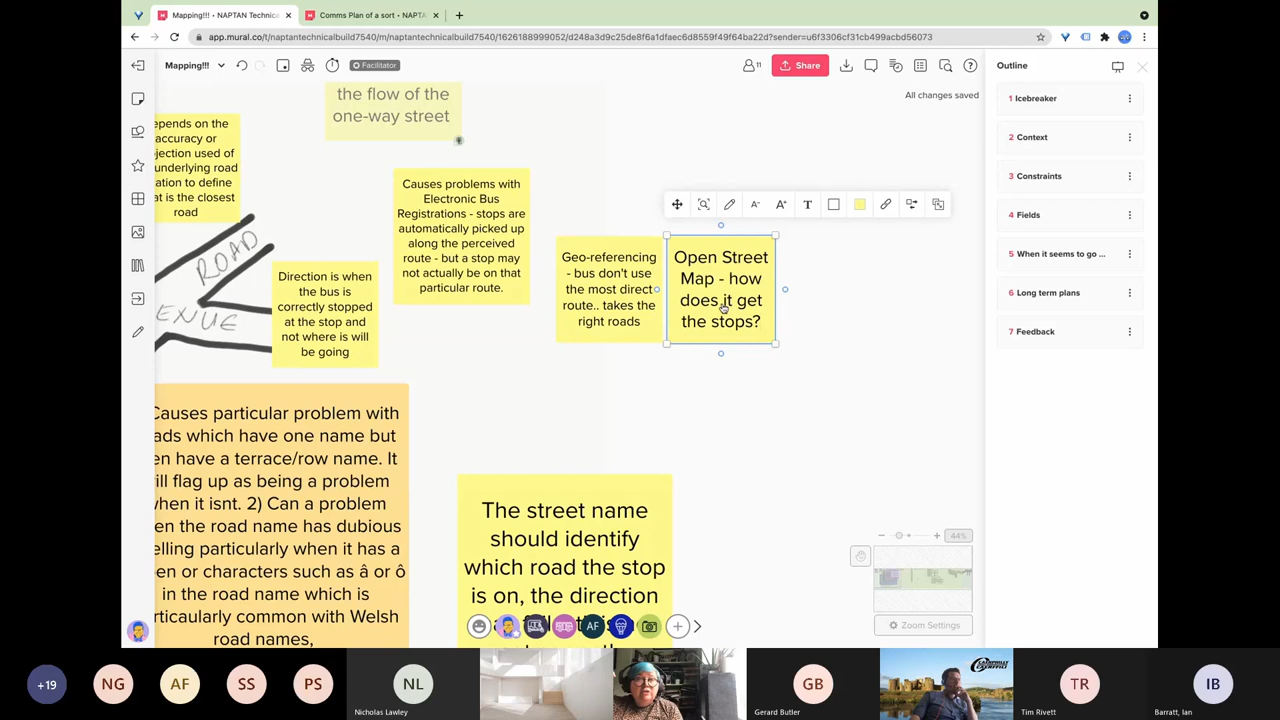 Mapping!!! • NAPTAN Technic
Comms Plan of a sort • NAPT
app.mural.co/t/naptantechnicalbuild7540/m/naptantechnicalbuild7540/1626188999052/d248a3d9c25de8f6a1dfaec6d8559f49f64ba22d?sender=u6f3306cf31cb499acbd56073
Mapping!!!
Facilitator
11
Share
Outline
All changes saved
1 Icebreaker
2 Context
3 Constraints
4 Fields
5 When it seems to go ...
6 Long term plans
7 Feedback
the flow of the
one-way street
epends on the
accuracy or
jection used of
underlying road
ation to define
at is the closest
road
Causes problems with
Electronic Bus
Registrations - stops are
automatically picked up
along the perceived
route - but a stop may
not actually be on that
particular route.
A-
A+
T
Geo-referencing
- bus don't use
the most direct
route.. takes the
right roads
Open Street
Map - how
does it get
the stops?
ROAD
ENUE
Direction is when
the bus is
correctly stopped
at the stop and
not where is will
be going
Causes particular problem with
ads which have one name but
en have a terrace/row name. It
ill flag up as being a problem
when it isnt. 2) Can a problem
en the road name has dubious
elling particularly when it has a
en or characters such as â or ô
in the road name which is
rticaularly common with Welsh
road names,
The street name
should identify
which road the stop
is on, the direction
44%
Zoom Settings
AF
+19
NG
AF
SS
PS
NL
GB
TR
IB
Nicholas Lawley
Gerard Butler
Tim Rivett
Barratt, Ian